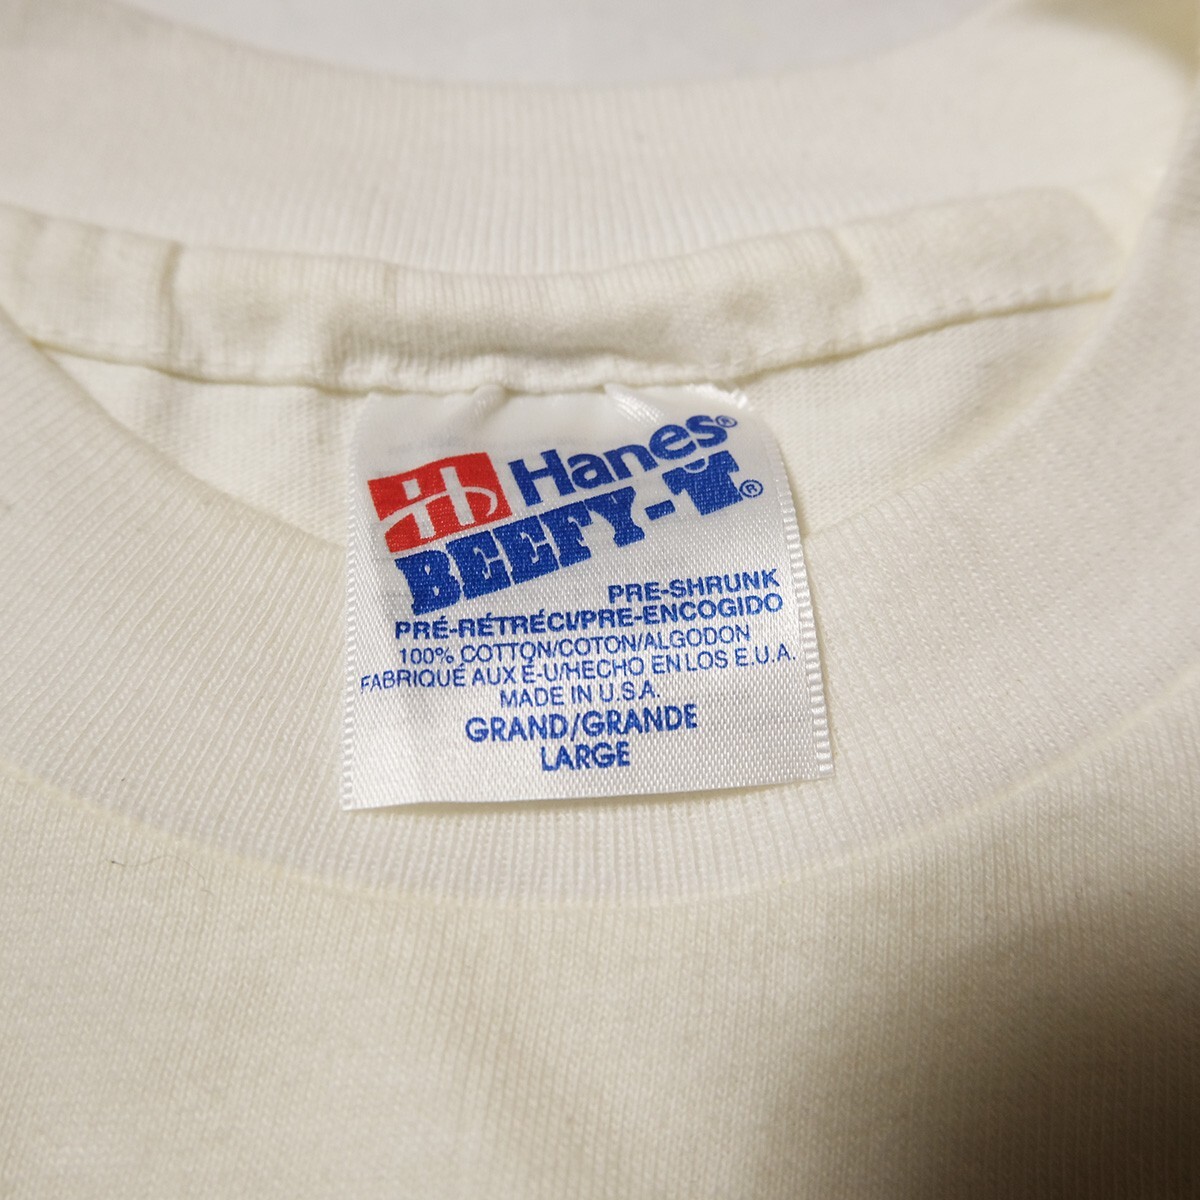 Hanes®
BEEFY-T®
PRE-SHRUNK
PRÉ-RÉTRÉCI/PRE-ENCOGIDO
100% COTTON/COTON/ALGODON
FABRIQUÉ AUX É-U/HECHO EN LOS E.U.A.
MADE IN U.S.A.
GRAND/GRANDE
LARGE